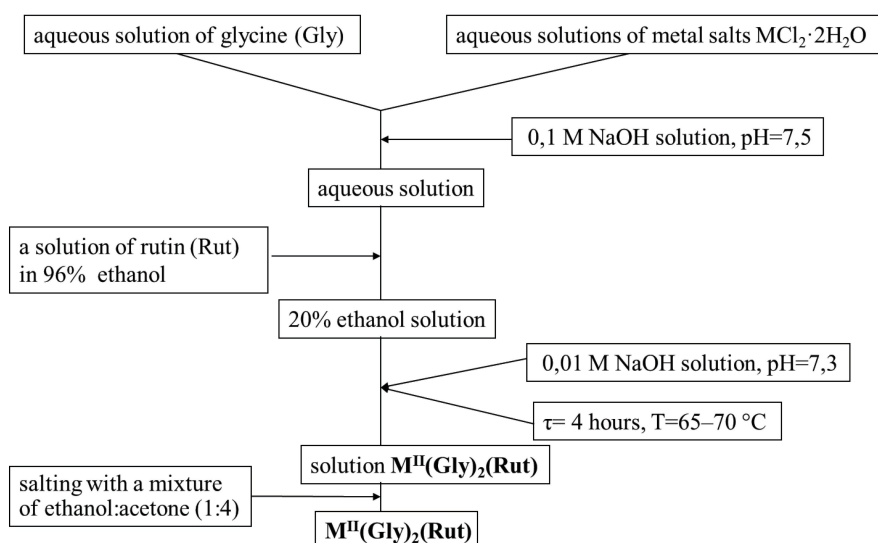 aqueous solution of glycine (Gly)
aqueous solutions of metal salts MCl₂·2H₂O
0,1 M NaOH solution, pH=7,5
aqueous solution
a solution of rutin (Rut)
in 96% ethanol
20% ethanol solution
0,01 M NaOH solution, pH=7,3
τ= 4 hours, T=65–70 °C
solution Mᴵᴵ(Gly)₂(Rut)
salting with a mixture
of ethanol:acetone (1:4)
Mᴵᴵ(Gly)₂(Rut)